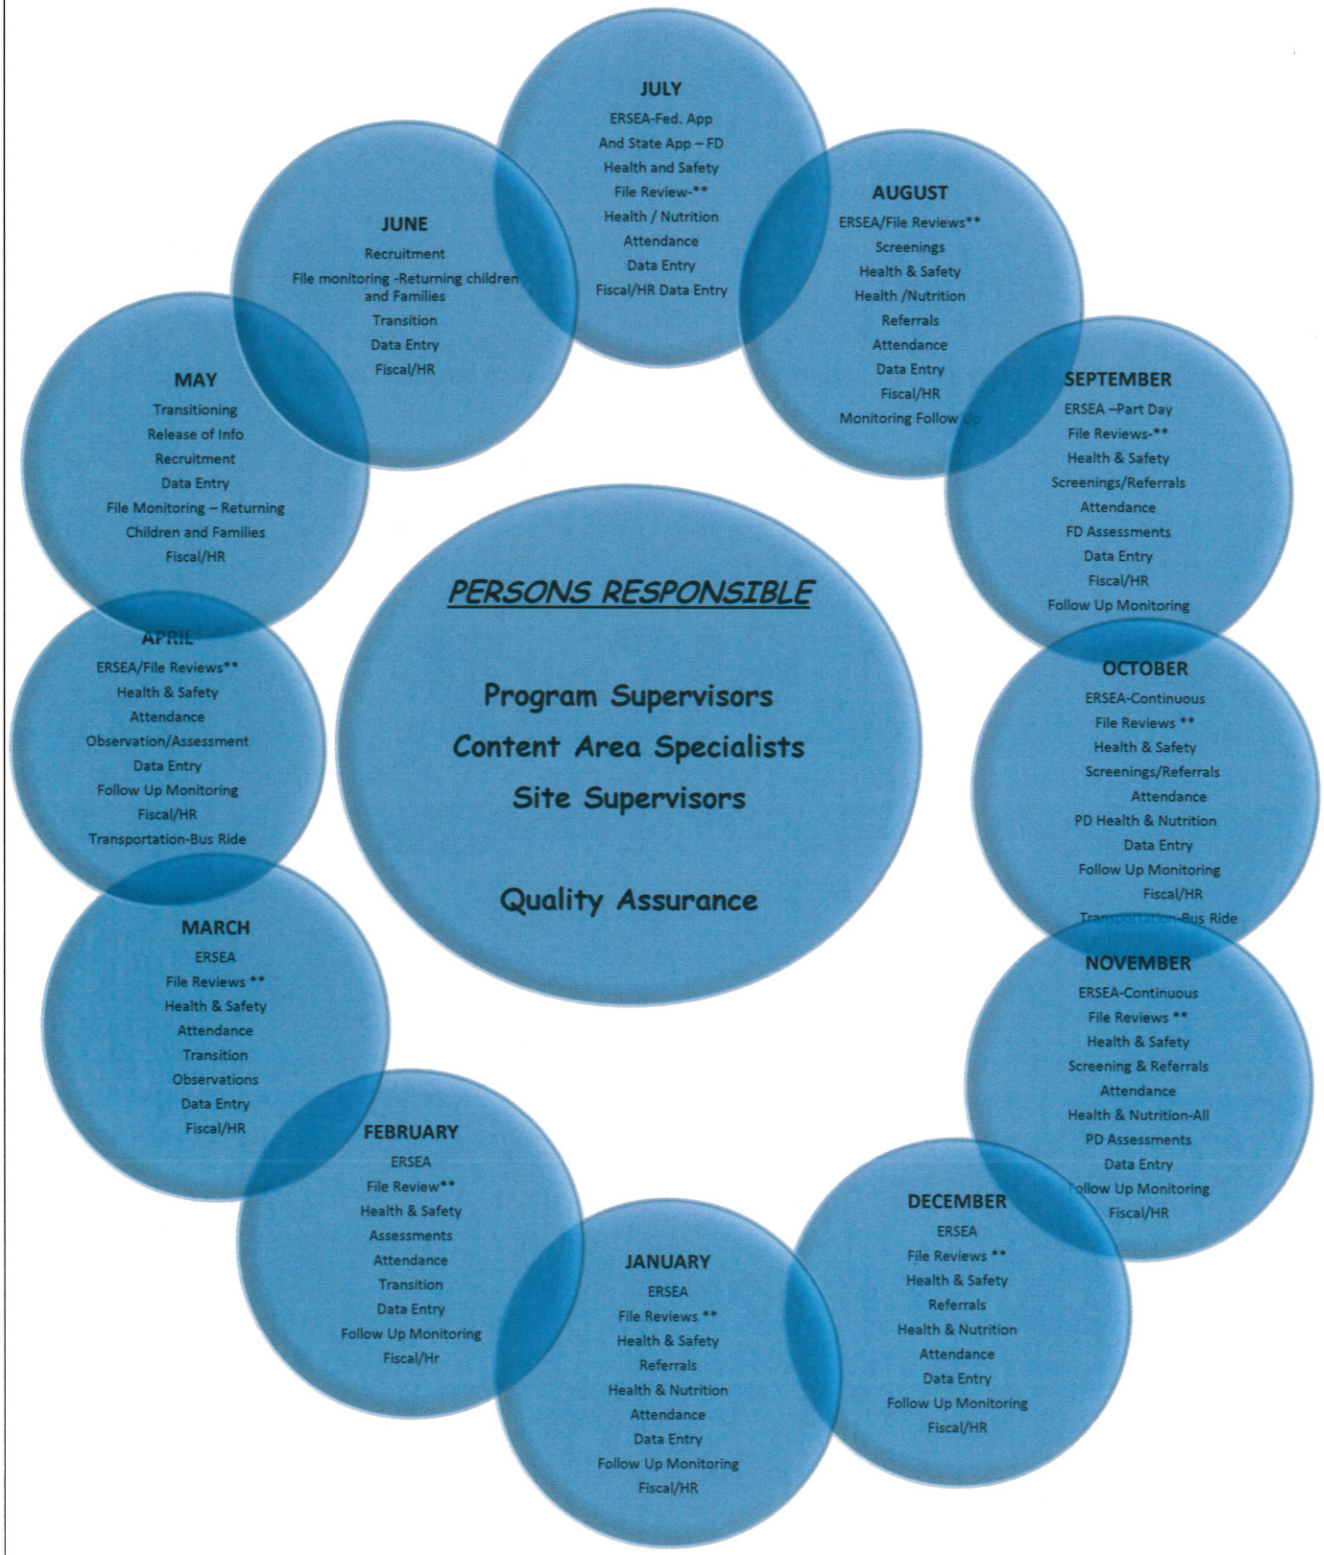 JULY
ERSEA-Fed. App
And State App – FD
Health and Safety
File Review-**
Health / Nutrition
Attendance
Data Entry
Fiscal/HR Data Entry
AUGUST
ERSEA/File Reviews**
Screenings
Health & Safety
Health /Nutrition
Referrals
Attendance
Data Entry
Fiscal/HR
Monitoring Follow Up
SEPTEMBER
ERSEA –Part Day
File Reviews-**
Health & Safety
Screenings/Referrals
Attendance
FD Assessments
Data Entry
Fiscal/HR
Follow Up Monitoring
OCTOBER
ERSEA-Continuous
File Reviews **
Health & Safety
Screenings/Referrals
Attendance
PD Health & Nutrition
Data Entry
Follow Up Monitoring
Fiscal/HR
Transportation-Bus Ride
NOVEMBER
ERSEA-Continuous
File Reviews **
Health & Safety
Screening & Referrals
Attendance
Health & Nutrition-All
PD Assessments
Data Entry
Follow Up Monitoring
Fiscal/HR
DECEMBER
ERSEA
File Reviews **
Health & Safety
Referrals
Health & Nutrition
Attendance
Data Entry
Follow Up Monitoring
Fiscal/HR
JANUARY
ERSEA
File Reviews **
Health & Safety
Referrals
Health & Nutrition
Attendance
Data Entry
Follow Up Monitoring
Fiscal/HR
FEBRUARY
ERSEA
File Review**
Health & Safety
Assessments
Attendance
Transition
Data Entry
Follow Up Monitoring
Fiscal/Hr
MARCH
ERSEA
File Reviews **
Health & Safety
Attendance
Transition
Observations
Data Entry
Fiscal/HR
APRIL
ERSEA/File Reviews**
Health & Safety
Attendance
Observation/Assessment
Data Entry
Follow Up Monitoring
Fiscal/HR
Transportation-Bus Ride
MAY
Transitioning
Release of Info
Recruitment
Data Entry
File Monitoring – Returning
Children and Families
Fiscal/HR
JUNE
Recruitment
File monitoring -Returning children
and Families
Transition
Data Entry
Fiscal/HR
PERSONS RESPONSIBLE
Program Supervisors
Content Area Specialists
Site Supervisors
Quality Assurance